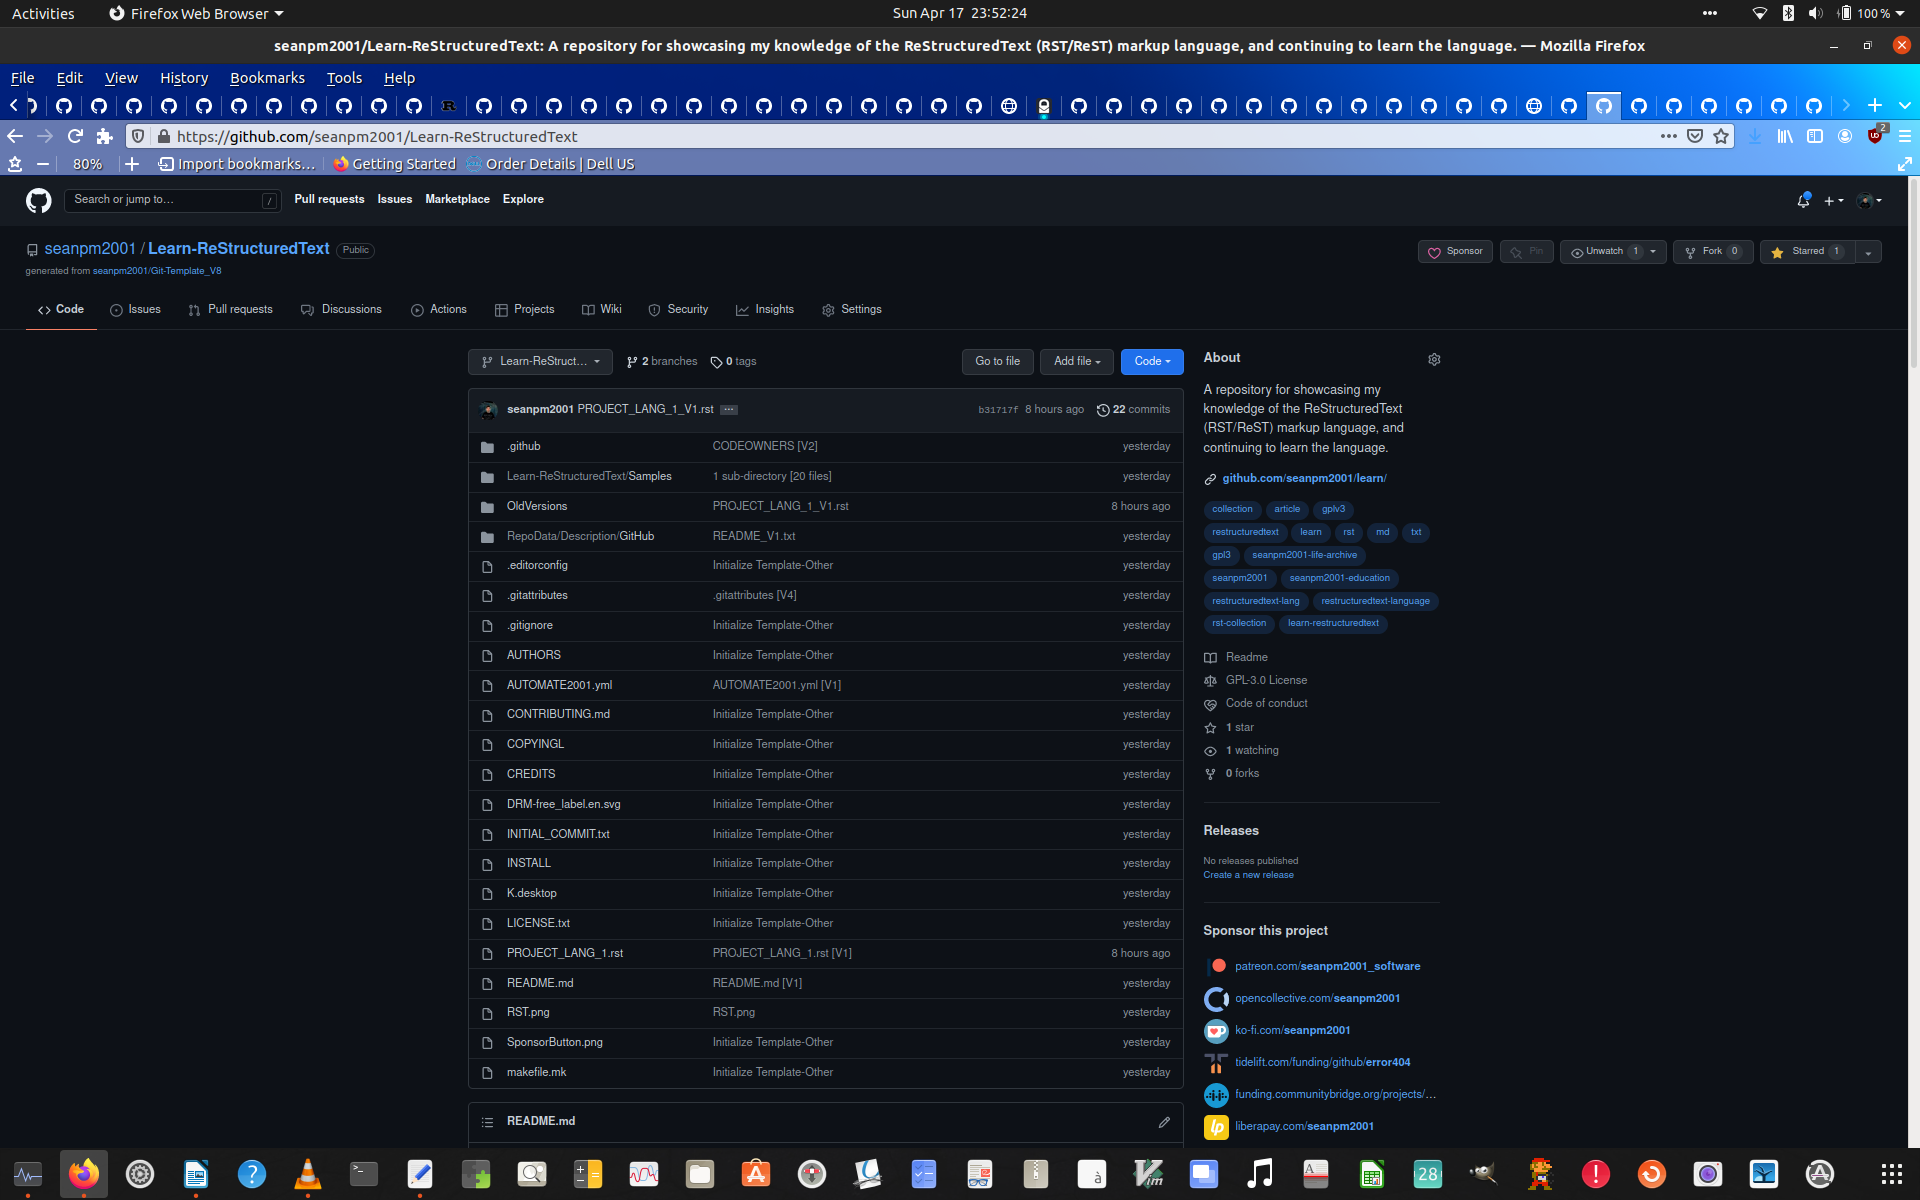 Activities
Firefox Web Browser
Sun Apr 17 23:52:24
100 %
seanpm2001/Learn-ReStructuredText: A repository for showcasing my knowledge of the ReStructuredText (RST/ReST) markup language, and continuing to learn the language. — Mozilla Firefox
File Edit View History Bookmarks Tools Help
https://github.com/seanpm2001/Learn-ReStructuredText
2
80% Import bookmarks... Getting Started Order Details | Dell US
Search or jump to... / Pull requests Issues Marketplace Explore
seanpm2001 / Learn-ReStructuredText Public
Sponsor Pin Unwatch 1 Fork 0 Starred 1
generated from seanpm2001/Git-Template_V8
Code Issues Pull requests Discussions Actions Projects Wiki Security Insights Settings
Learn-ReStruct... 2 branches 0 tags Go to file Add file Code
seanpm2001 PROJECT_LANG_1_V1.rst ... b31717f 8 hours ago 22 commits
.github CODEOWNERS [V2] yesterday
Learn-ReStructuredText/Samples 1 sub-directory [20 files] yesterday
OldVersions PROJECT_LANG_1_V1.rst 8 hours ago
RepoData/Description/GitHub README_V1.txt yesterday
.editorconfig Initialize Template-Other yesterday
.gitattributes .gitattributes [V4] yesterday
.gitignore Initialize Template-Other yesterday
AUTHORS Initialize Template-Other yesterday
AUTOMATE2001.yml AUTOMATE2001.yml [V1] yesterday
CONTRIBUTING.md Initialize Template-Other yesterday
COPYINGL Initialize Template-Other yesterday
CREDITS Initialize Template-Other yesterday
DRM-free_label.en.svg Initialize Template-Other yesterday
INITIAL_COMMIT.txt Initialize Template-Other yesterday
INSTALL Initialize Template-Other yesterday
K.desktop Initialize Template-Other yesterday
LICENSE.txt Initialize Template-Other yesterday
PROJECT_LANG_1.rst PROJECT_LANG_1.rst [V1] 8 hours ago
README.md README.md [V1] yesterday
RST.png RST.png yesterday
SponsorButton.png Initialize Template-Other yesterday
makefile.mk Initialize Template-Other yesterday
README.md
About
A repository for showcasing my
knowledge of the ReStructuredText
(RST/ReST) markup language, and
continuing to learn the language.
github.com/seanpm2001/learn/
collection article gplv3
restructuredtext learn rst md txt
gpl3 seanpm2001-life-archive
seanpm2001 seanpm2001-education
restructuredtext-lang restructuredtext-language
rst-collection learn-restructuredtext
Readme
GPL-3.0 License
Code of conduct
1 star
1 watching
0 forks
Releases
No releases published
Create a new release
Sponsor this project
patreon.com/seanpm2001_software
opencollective.com/seanpm2001
ko-fi.com/seanpm2001
tidelift.com/funding/github/error404
funding.communitybridge.org/projects/...
lp liberapay.com/seanpm2001
28